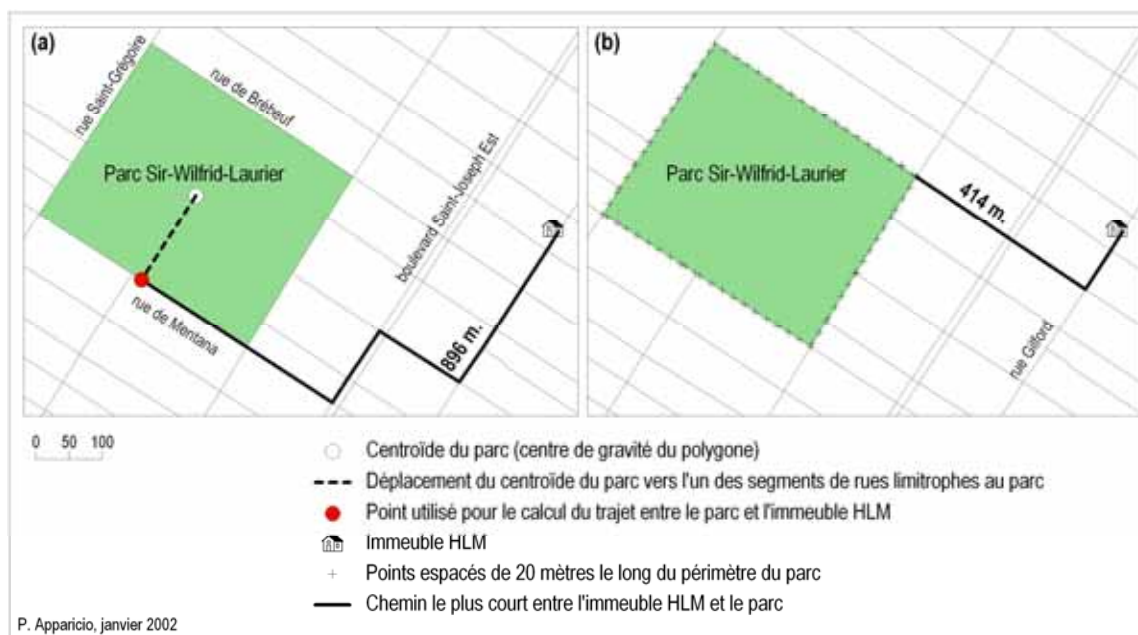 (a)
rue Saint-Grégoire
rue de Brébeuf
Parc Sir-Wilfrid-Laurier
boulevard Saint-Joseph Est
rue de Mentana
896 m.
(b)
Parc Sir-Wilfrid-Laurier
414 m.
rue Gilford
0 50 100
Centroïde du parc (centre de gravité du polygone)
Déplacement du centroïde du parc vers l'un des segments de rues limitrophes au parc
Point utilisé pour le calcul du trajet entre le parc et l'immeuble HLM
Immeuble HLM
Points espacés de 20 mètres le long du périmètre du parc
Chemin le plus court entre l'immeuble HLM et le parc
P. Apparicio, janvier 2002